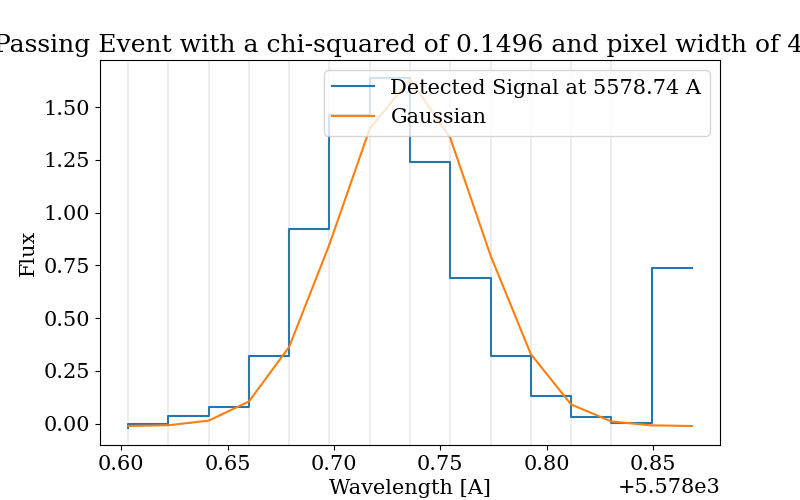 Passing Event with a chi-squared of 0.1496 and pixel width of 4
Detected Signal at 5578.74 A
Gaussian
Flux
1.50
1.25
1.00
0.75
0.50
0.25
0.00
0.60 0.65 0.70 0.75 0.80 0.85
Wavelength [A]
+5.578e3